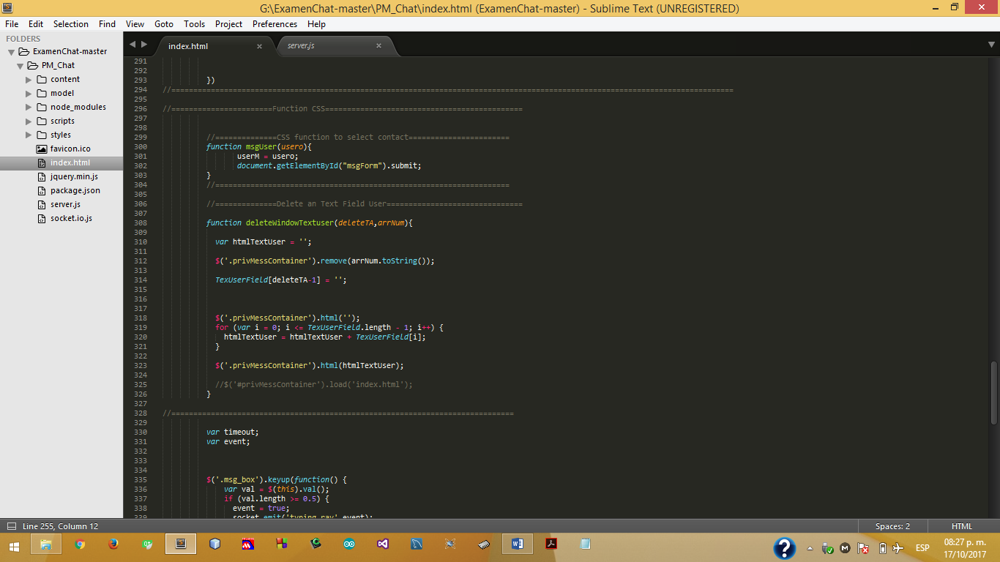 G:\ExamenChat-master\PM_Chat\index.html (ExamenChat-master) - Sublime Text (UNREGISTERED)
File Edit Selection Find View Goto Tools Project Preferences Help
FOLDERS
ExamenChat-master
PM_Chat
content
model
node_modules
scripts
styles
favicon.ico
index.html
jquery.min.js
package.json
server.js
socket.io.js
index.html × server.js ×
291
292
293 })
294 //================================================================================================================================
295
296 //=======================Function CSS=============================================
297
298
299 //==============CSS function to select contact=======================
300 function msgUser(usero){
301 userM = usero;
302 document.getElementById("msgForm").submit;
303 }
304 //===================================================================
305
306 //==============Delete an Text Field User===============================
307
308 function deleteWindowTextuser(deleteTA,arrNum){
309
310 var htmlTextUser = '';
311
312 $('.privMessContainer').remove(arrNum.toString());
313
314 TexUserField[deleteTA-1] = '';
315
316
317
318 $('.privMessContainer').html('');
319 for (var i = 0; i <= TexUserField.length - 1; i++) {
320 htmlTextUser = htmlTextUser + TexUserField[i];
321 }
322
323 $('.privMessContainer').html(htmlTextUser);
324
325 //$('#privMessContainer').load('index.html');
326 }
327
328 //==============================================================================
329
330 var timeout;
331 var event;
332
333
334
335 $('.msg_box').keyup(function() {
336 var val = $(this).val();
337 if (val.length >= 0.5) {
338 event = true;
339 socket.emit('typing_ray',event);
Line 255, Column 12 Spaces: 2 HTML
ESP
08:27 p. m.
17/10/2017